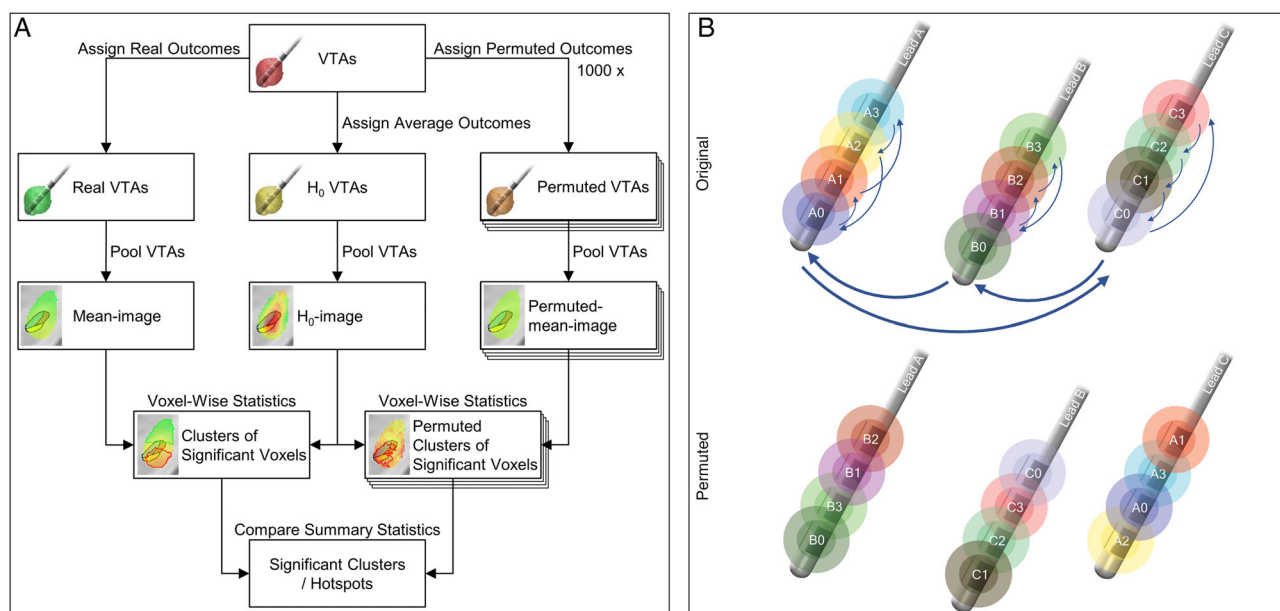 A
Assign Real Outcomes
VTAs
Assign Permuted Outcomes
1000 x
Assign Average Outcomes
Real VTAs
H₀ VTAs
Permuted VTAs
Pool VTAs
Pool VTAs
Pool VTAs
Mean-image
H₀-image
Permuted-
mean-image
Voxel-Wise Statistics
Voxel-Wise Statistics
Clusters of
Significant Voxels
Permuted
Clusters of
Significant Voxels
Compare Summary Statistics
Significant Clusters
/ Hotspots
B
Original
Lead A
A3
A2
A1
A0
Lead B
B3
B2
B1
B0
Lead C
C3
C2
C1
C0
Permuted
Lead A
B2
B1
B3
B0
Lead B
C0
C3
C2
C1
Lead C
A1
A3
A0
A2